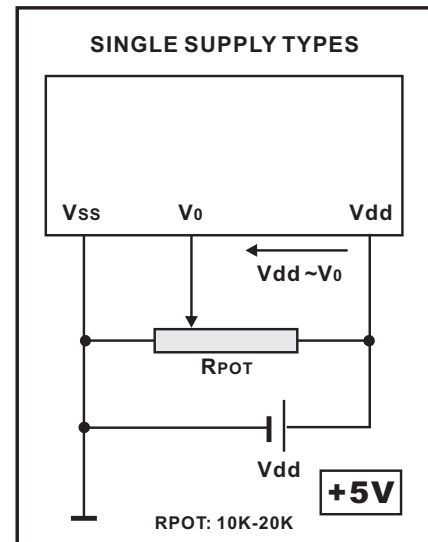 SINGLE SUPPLY TYPES
VSS V0 Vdd
Vdd ~V0
RPOT
Vdd
+5V
RPOT: 10K-20K